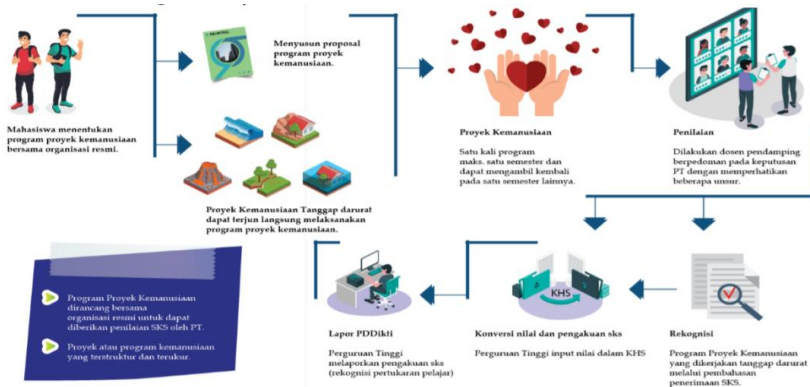 Menyusun proposal
program proyek
kemanusiaan.
Mahasiswa menentukan
program proyek kemanusiaan
bersama organisasi resmi.
Proyek Kemanusiaan Tanggap darurat
dapat terjun langsung melaksanakan
program proyek kemanusiaan.
Proyek Kemanusiaan
Satu kali program
maks. satu semester dan
dapat mengambil kembali
pada satu semester lainnya.
Penilaian
Dilakukan dosen pendamping
berpedoman pada keputusan
PT dengan memperhatikan
beberapa unsur.
Rekognisi
Program Proyek Kemanusiaan
yang dikerjakan tanggap darurat
melalui pembahasan
penerimaan SKS.
KHS
Konversi nilai dan pengakuan sks
Perguruan Tinggi input nilai dalam KHS
Lapor PDDikti
Perguruan Tinggi
melaporkan pengakuan sks
(rekognisi pertukaran pelajar)
Program Proyek Kemanusiaan
dirancang bersama
organisasi resmi untuk dapat
diberikan penilaian SKS oleh PT.
Proyek atau program kemanusiaan
yang terstruktur dan terukur.